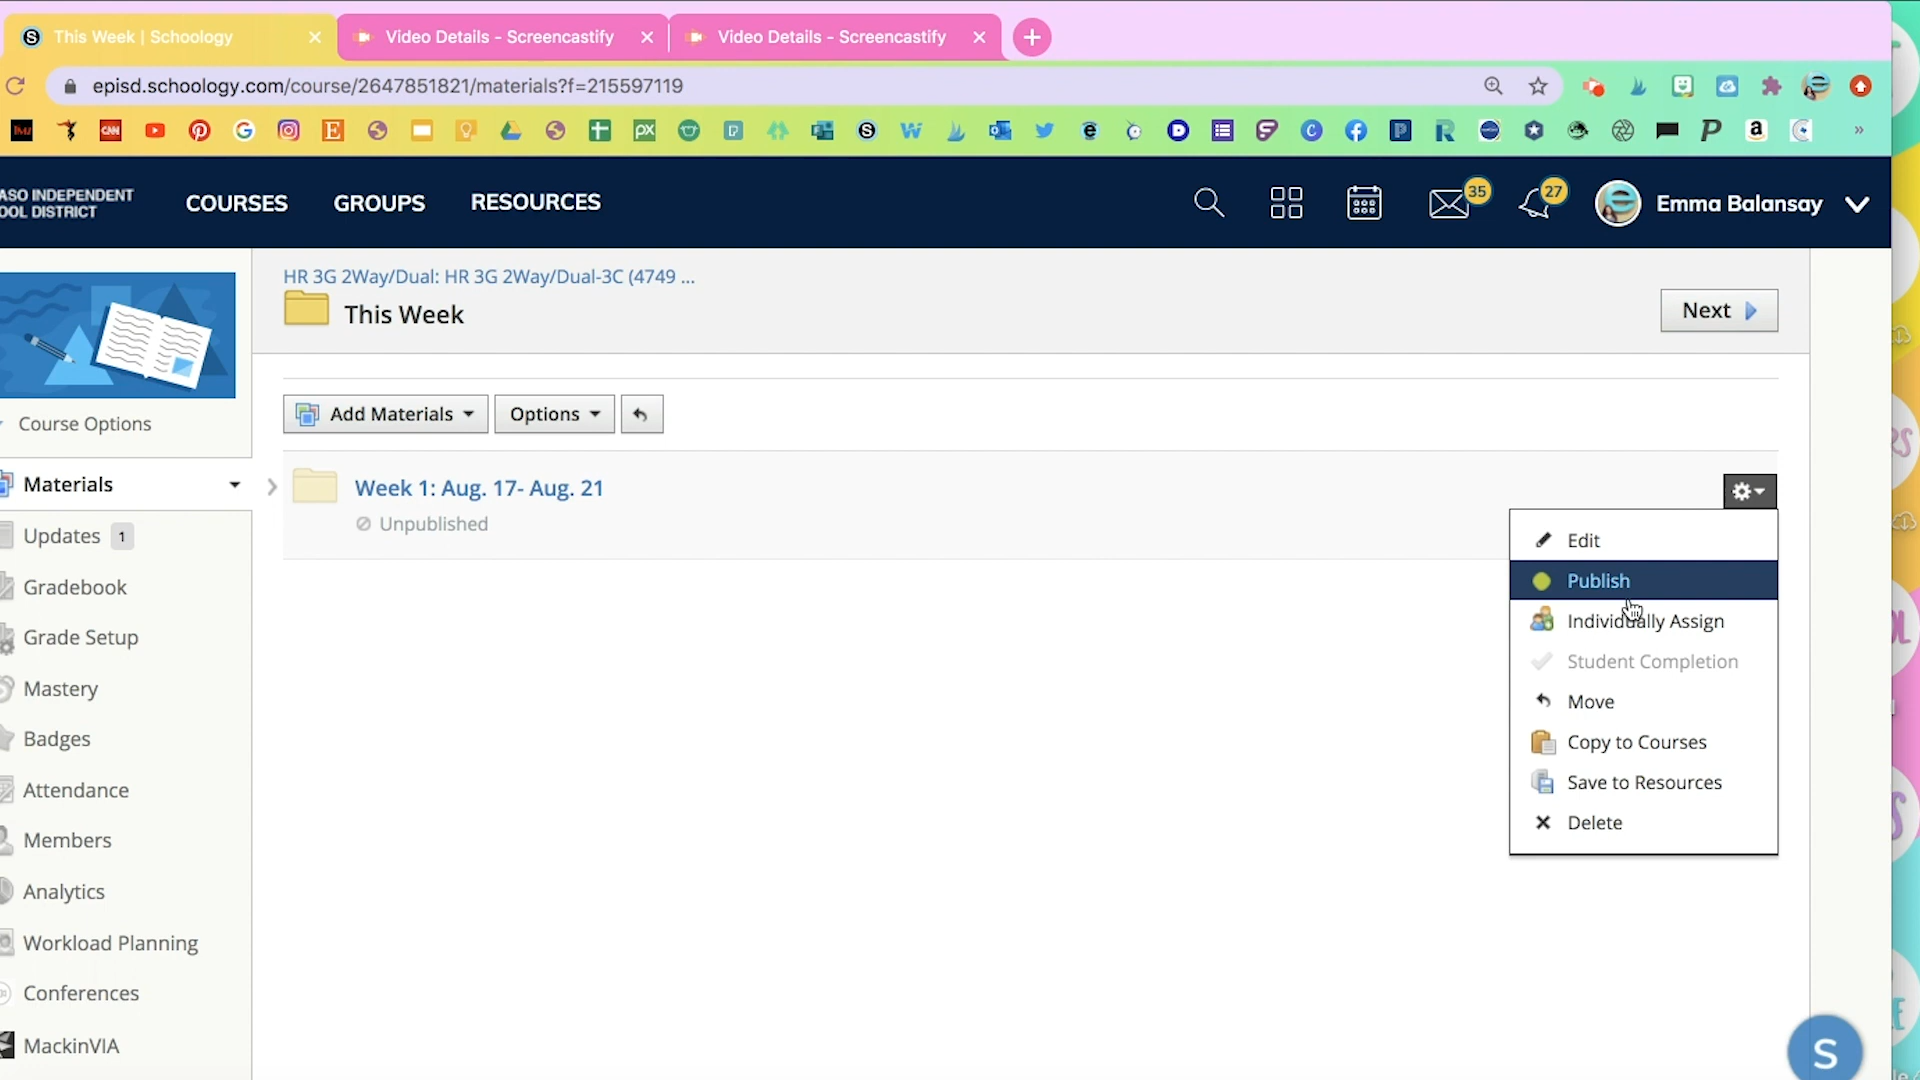 This Week | Schoology
Video Details - Screencastify
Video Details - Screencastify
episd.schoology.com/course/2647851821/materials?f=215597119
ASO INDEPENDENT
OOL DISTRICT
COURSES
GROUPS
RESOURCES
35
27
Emma Balansay
HR 3G 2Way/Dual: HR 3G 2Way/Dual-3C (4749 ...
This Week
Next
Course Options
Add Materials
Options
Materials
Week 1: Aug. 17- Aug. 21
Unpublished
Updates 1
Gradebook
Grade Setup
Mastery
Badges
Attendance
Members
Analytics
Workload Planning
Conferences
MackinVIA
Edit
Publish
Individually Assign
Student Completion
Move
Copy to Courses
Save to Resources
Delete
S